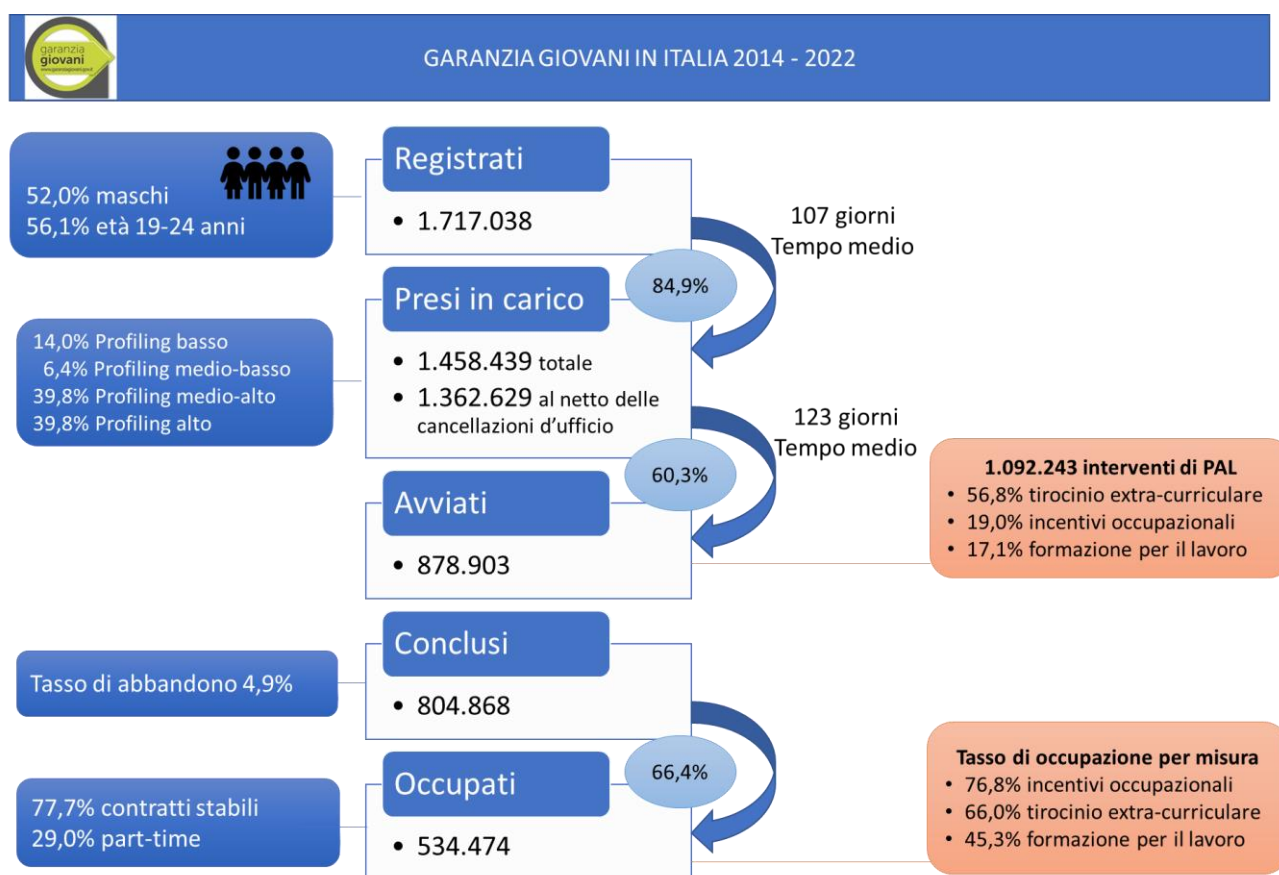 garanzia
giovani
www.garanziagiovani.gov.it
GARANZIA GIOVANI IN ITALIA 2014 - 2022
52,0% maschi
56,1% età 19-24 anni
Registrati
• 1.717.038
107 giorni
Tempo medio
84,9%
14,0% Profiling basso
6,4% Profiling medio-basso
39,8% Profiling medio-alto
39,8% Profiling alto
Presi in carico
• 1.458.439 totale
• 1.362.629 al netto delle
cancellazioni d'ufficio
123 giorni
Tempo medio
60,3%
Avviati
• 878.903
1.092.243 interventi di PAL
• 56,8% tirocinio extra-curriculare
• 19,0% incentivi occupazionali
• 17,1% formazione per il lavoro
Tasso di abbandono 4,9%
Conclusi
• 804.868
66,4%
77,7% contratti stabili
29,0% part-time
Occupati
• 534.474
Tasso di occupazione per misura
• 76,8% incentivi occupazionali
• 66,0% tirocinio extra-curriculare
• 45,3% formazione per il lavoro